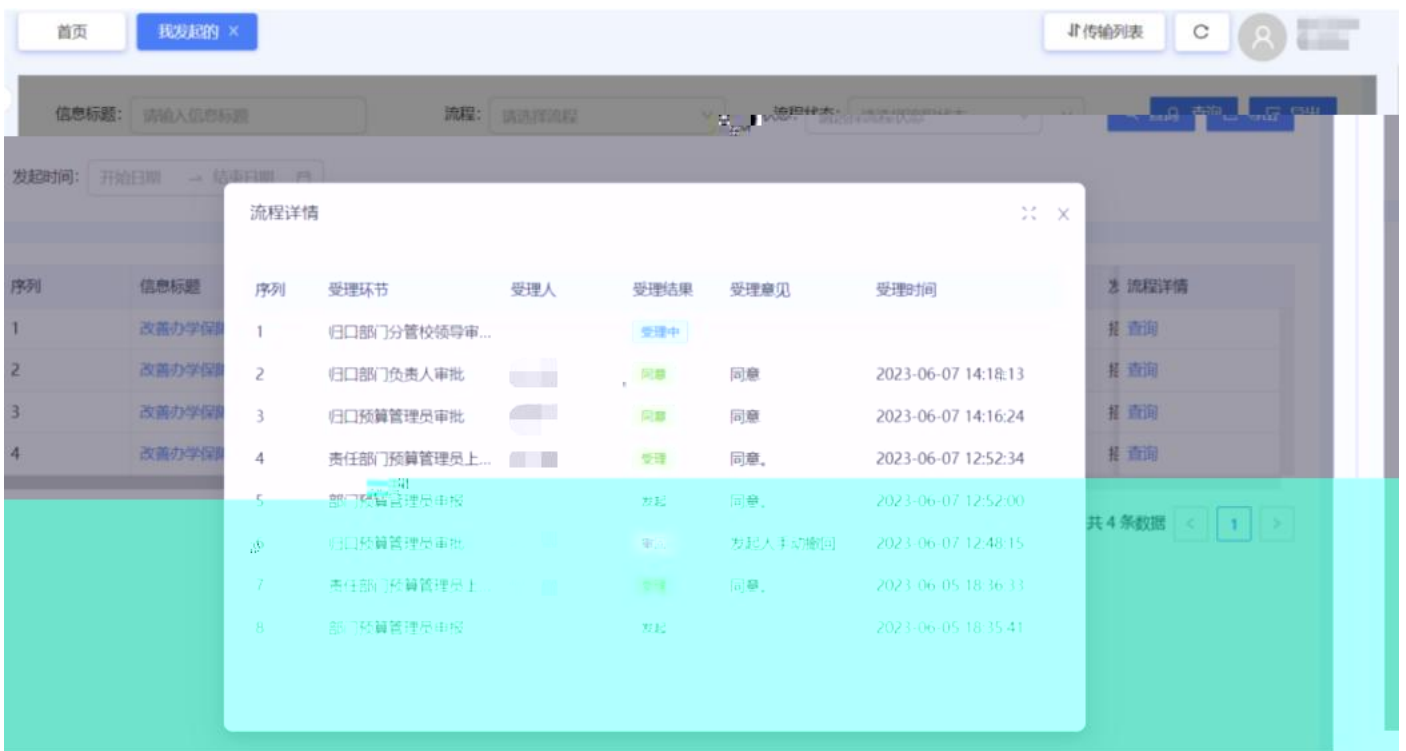 首页 我发起的 × 传输列表
信息标题: 请输入信息标题 流程: 请选择流程 流程状态: 查询
发起时间: 开始日期 → 结束日期
流程详情
序列 信息标题 序列 受理环节 受理人 受理结果 受理意见 受理时间 流程详情
1 改善办学保障 1 归口部门分管校领导审... 受理中 查询
2 改善办学保障 2 归口部门负责人审批 同意 同意 2023-06-07 14:18:13 查询
3 改善办学保障 3 归口预算管理员审批 同意 同意 2023-06-07 14:16:24 查询
4 改善办学保障 4 责任部门预算管理员上... 受理 同意。 2023-06-07 12:52:34 查询
5 部门预算管理员申报 发起 同意。 2023-06-07 12:52:00
共 4 条数据 < 1 >
归口预算管理员审批 发起人手动撤回 2023-06-07 12:48:15
7 责任部门预算管理员上... 受理 同意。 2023-06-05 18:36:33
8 部门预算管理员申报 发起 2023-06-05 18:35:41